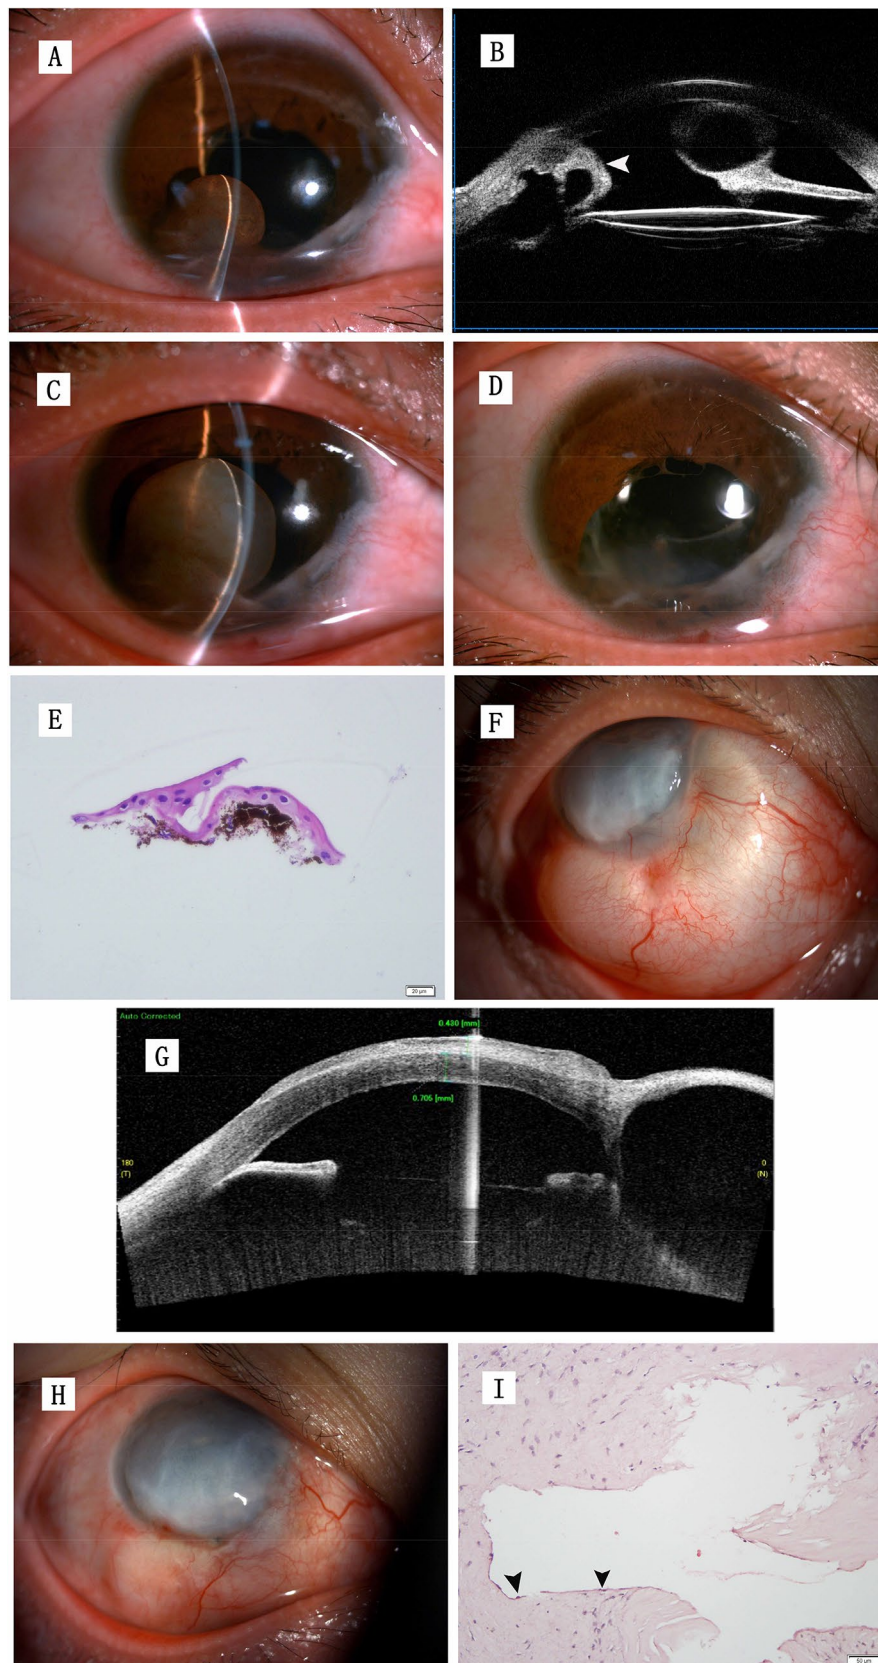 A
B
C
D
E
20 μm
F
Auto Corrected
G
0.430 [mm]
0.705 [mm]
180
(T)
0
(N)
H
I
50 μm